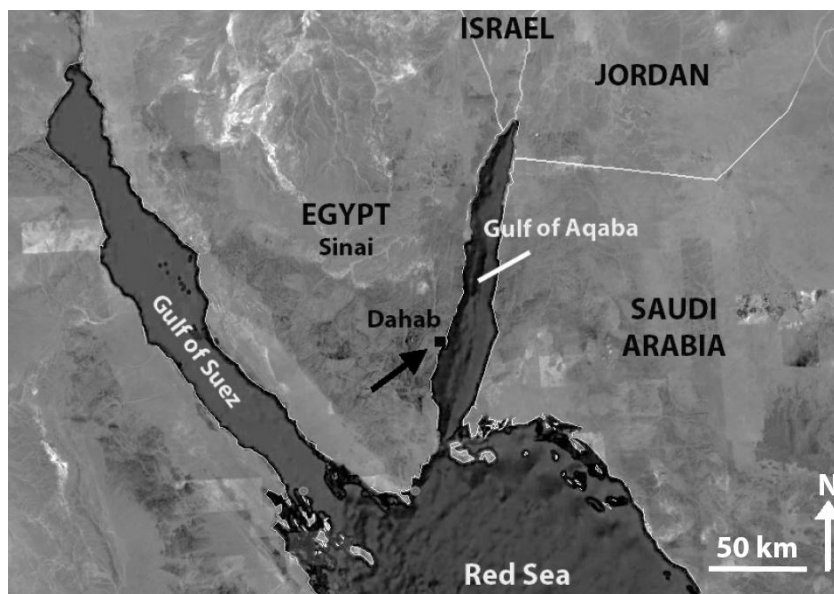 ISRAEL
JORDAN
EGYPT
Sinai
Gulf of Aqaba
Dahab
SAUDI
ARABIA
Gulf of Suez
N
50 km
Red Sea